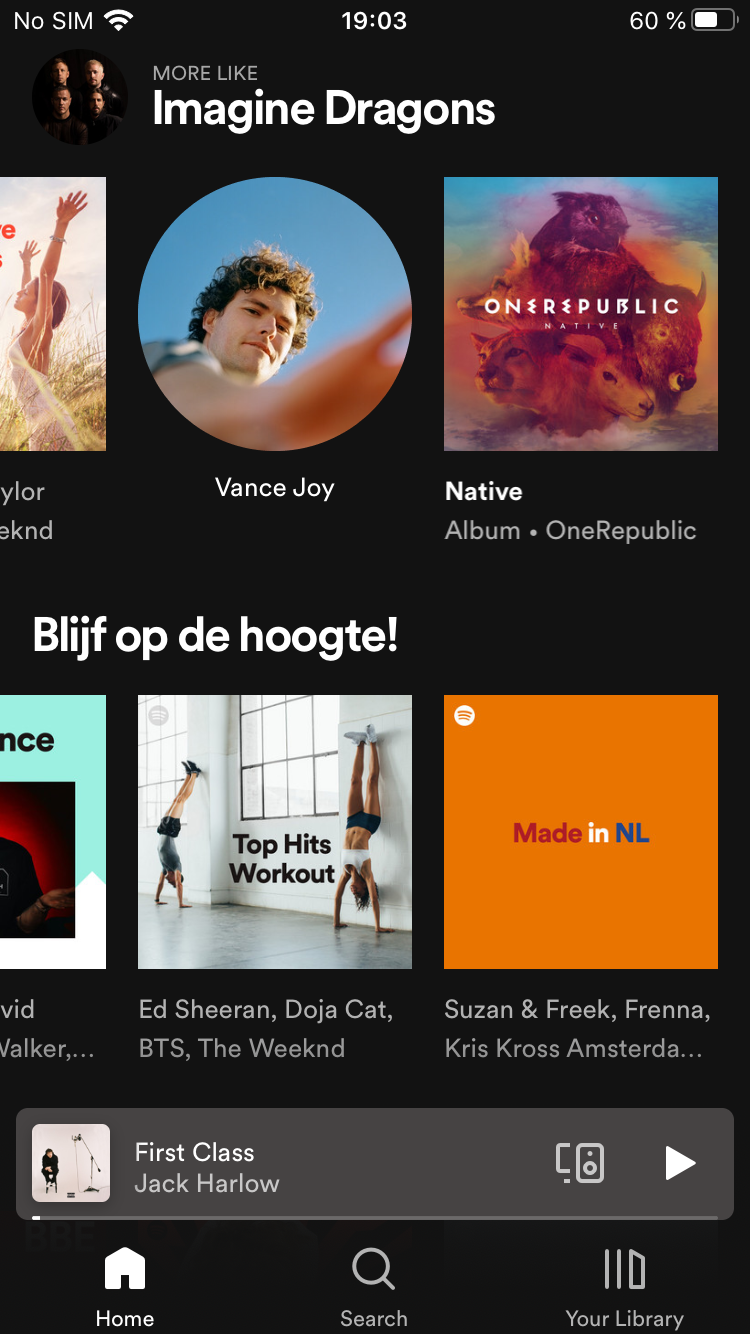 No SIM 19:03 60 %
MORE LIKE
Imagine Dragons
ONEREPUBLIC
NATIVE
ylor
eknd
Vance Joy
Native
Album • OneRepublic
Blijf op de hoogte!
nce
Top Hits
Workout
Made in NL
vid
Walker,...
Ed Sheeran, Doja Cat,
BTS, The Weeknd
Suzan & Freek, Frenna,
Kris Kross Amsterda...
First Class
Jack Harlow
Home
Search
Your Library